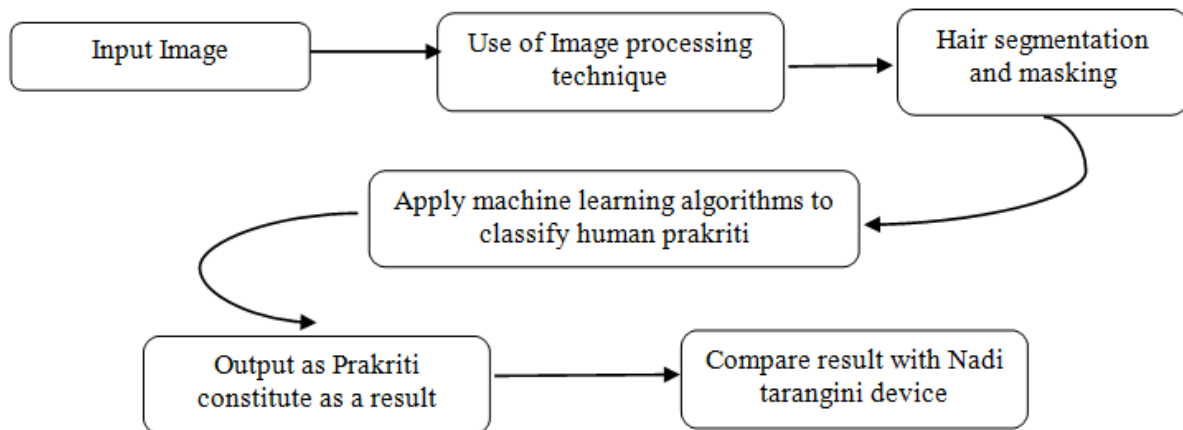 Input Image
Use of Image processing
technique
Hair segmentation
and masking
Apply machine learning algorithms to
classify human prakriti
Output as Prakriti
constitute as a result
Compare result with Nadi
tarangini device